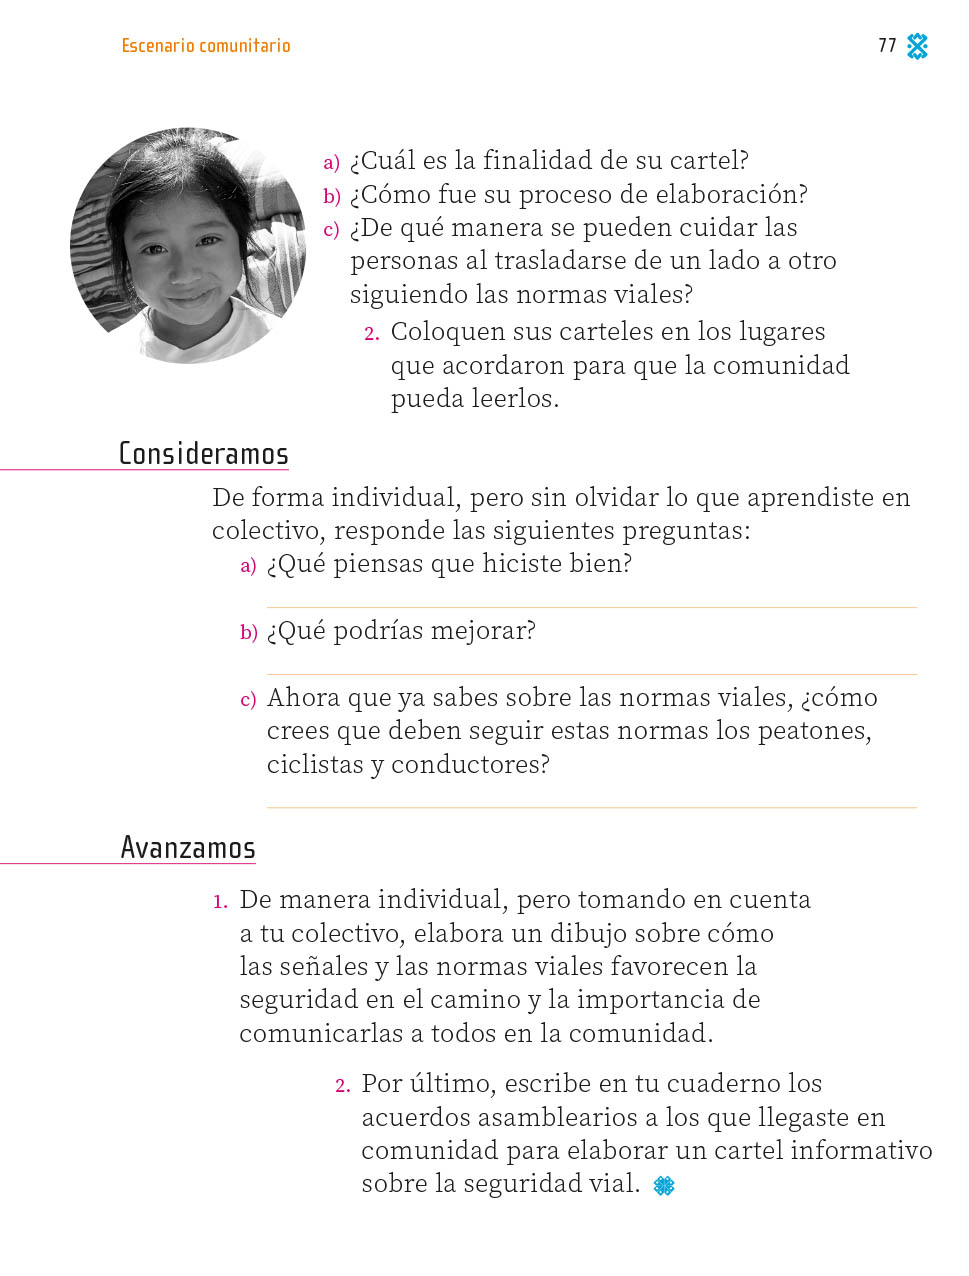 Escenario comunitario
77
a) ¿Cuál es la finalidad de su cartel?
b) ¿Cómo fue su proceso de elaboración?
c) ¿De qué manera se pueden cuidar las
personas al trasladarse de un lado a otro
siguiendo las normas viales?
2. Coloquen sus carteles en los lugares
que acordaron para que la comunidad
pueda leerlos.
Consideramos
De forma individual, pero sin olvidar lo que aprendiste en
colectivo, responde las siguientes preguntas:
a) ¿Qué piensas que hiciste bien?
b) ¿Qué podrías mejorar?
c) Ahora que ya sabes sobre las normas viales, ¿cómo
crees que deben seguir estas normas los peatones,
ciclistas y conductores?
Avanzamos
1. De manera individual, pero tomando en cuenta
a tu colectivo, elabora un dibujo sobre cómo
las señales y las normas viales favorecen la
seguridad en el camino y la importancia de
comunicarlas a todos en la comunidad.
2. Por último, escribe en tu cuaderno los
acuerdos asamblearios a los que llegaste en
comunidad para elaborar un cartel informativo
sobre la seguridad vial.